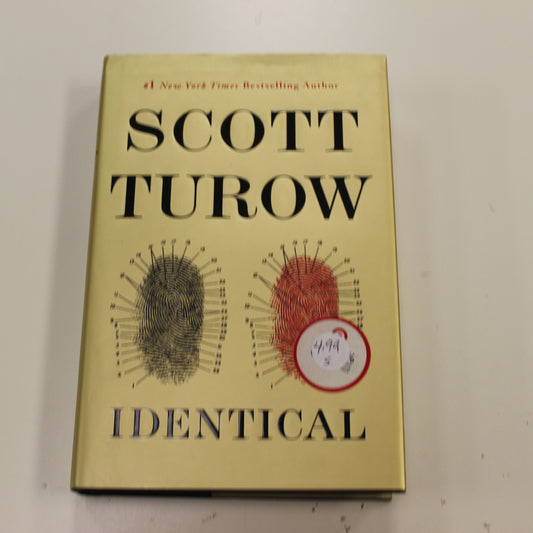 #1 New York Times Bestselling Author
SCOTT
TUROW
4.99
S
IDENTICAL